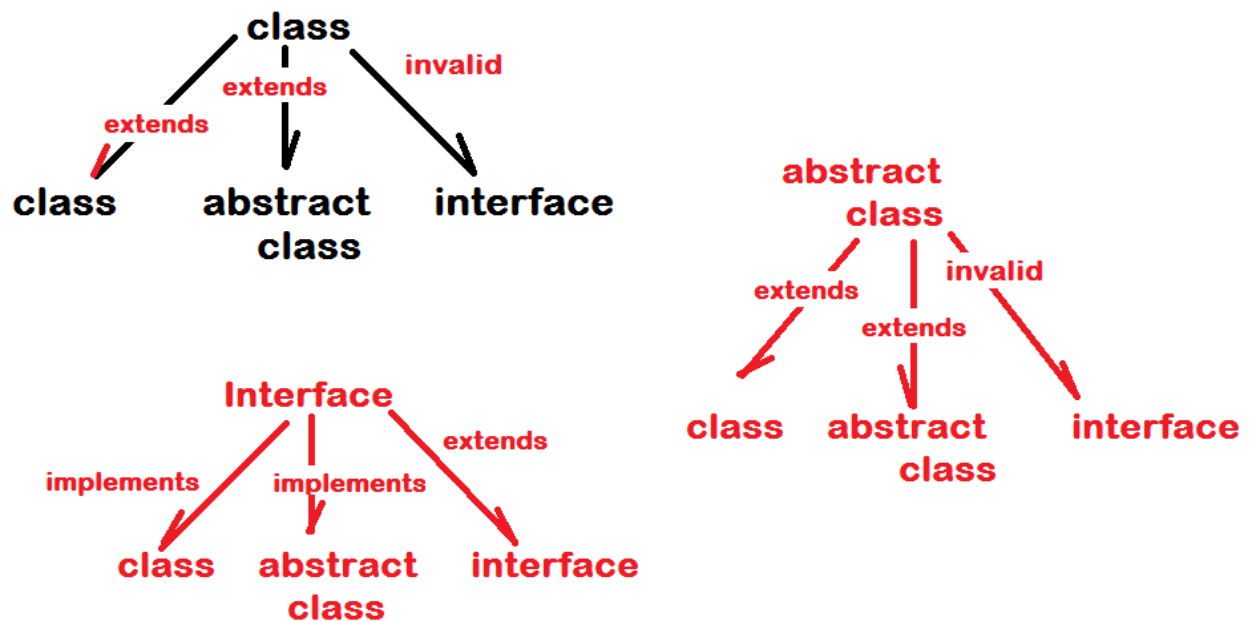 class
invalid
extends
extends
class abstract interface
class
abstract
class
invalid
extends
extends
class abstract interface
class
Interface
extends
implements implements
class abstract interface
class